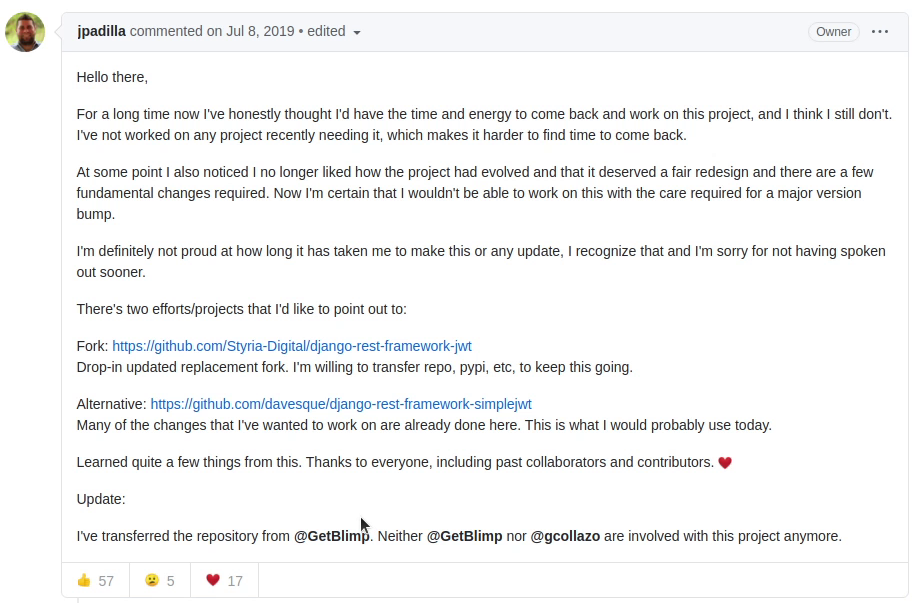 jpadilla commented on Jul 8, 2019 • edited
Owner
Hello there,
For a long time now I've honestly thought I'd have the time and energy to come back and work on this project, and I think I still don't.
I've not worked on any project recently needing it, which makes it harder to find time to come back.
At some point I also noticed I no longer liked how the project had evolved and that it deserved a fair redesign and there are a few
fundamental changes required. Now I'm certain that I wouldn't be able to work on this with the care required for a major version
bump.
I'm definitely not proud at how long it has taken me to make this or any update, I recognize that and I'm sorry for not having spoken
out sooner.
There's two efforts/projects that I'd like to point out to:
Fork: https://github.com/Styria-Digital/django-rest-framework-jwt
Drop-in updated replacement fork. I'm willing to transfer repo, pypi, etc, to keep this going.
Alternative: https://github.com/davesque/django-rest-framework-simplejwt
Many of the changes that I've wanted to work on are already done here. This is what I would probably use today.
Learned quite a few things from this. Thanks to everyone, including past collaborators and contributors. ❤️
Update:
I've transferred the repository from @GetBlimp. Neither @GetBlimp nor @gcollazo are involved with this project anymore.
👍 57 😕 5 ❤️ 17